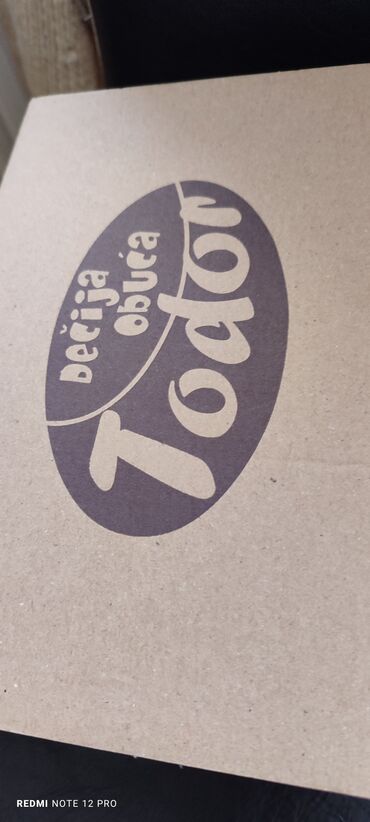 Dečija
obuća
Todor
REDMI NOTE 12 PRO